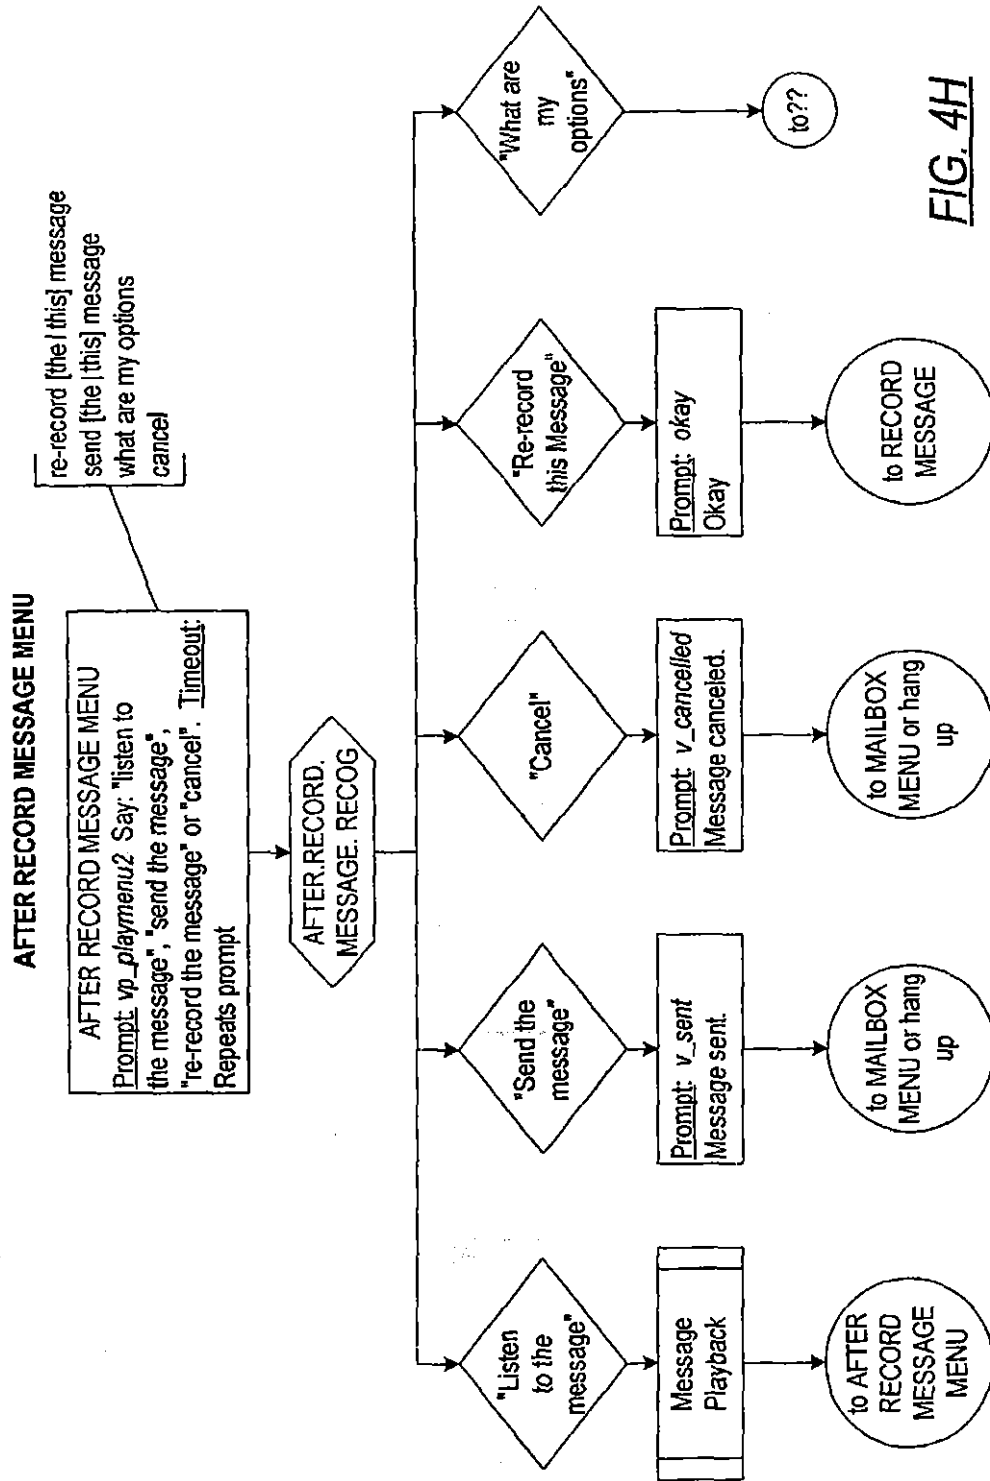 AFTER RECORD MESSAGE MENU
AFTER RECORD MESSAGE MENU
Prompt: vp_playmenu2 Say: "listen to
the message", "send the message",
"re-record the message" or "cancel". Timeout:
Repeats prompt
re-record [the | this] message
send [the | this] message
what are my options
cancel
AFTER.RECORD.
MESSAGE. RECOG
"Listen
to the
message"
"Send the
message"
"Cancel"
"Re-record
this Message"
"What are
my
options"
Message
Playback
Prompt: v_sent
Message sent.
Prompt: v_cancelled
Message canceled.
Prompt: okay
Okay
to??
to AFTER
RECORD
MESSAGE
MENU
to MAILBOX
MENU or hang
up
to MAILBOX
MENU or hang
up
to RECORD
MESSAGE
FIG. 4H